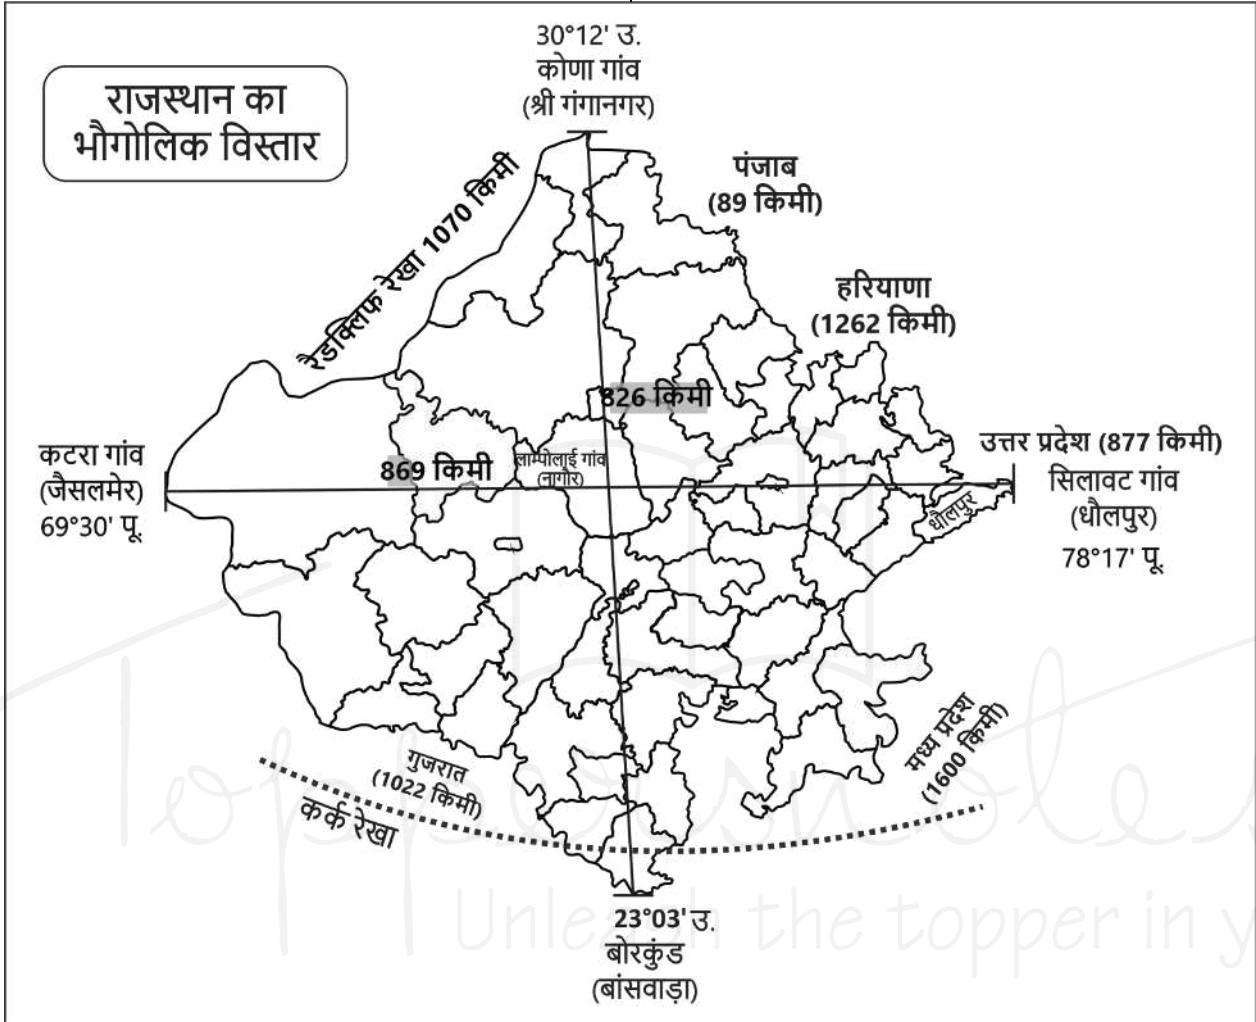 30°12' उ.
कोणा गांव
(श्री गंगानगर)
राजस्थान का
भौगोलिक विस्तार
रैडक्लिफ रेखा 1070 किमी
पंजाब
(89 किमी)
हरियाणा
(1262 किमी)
826 किमी
उत्तर प्रदेश (877 किमी)
कटरा गांव
(जैसलमेर)
69°30' पू.
869 किमी
लाम्पोलाई गांव
(नागौर)
सिलावट गांव
(धौलपुर)
78°17' पू.
धौलपुर
मध्य प्रदेश
(1600 किमी)
गुजरात
(1022 किमी)
कर्क रेखा
23°03' उ.
बोरकुंड
(बांसवाड़ा)
Toppernotes
Unleash the topper in y